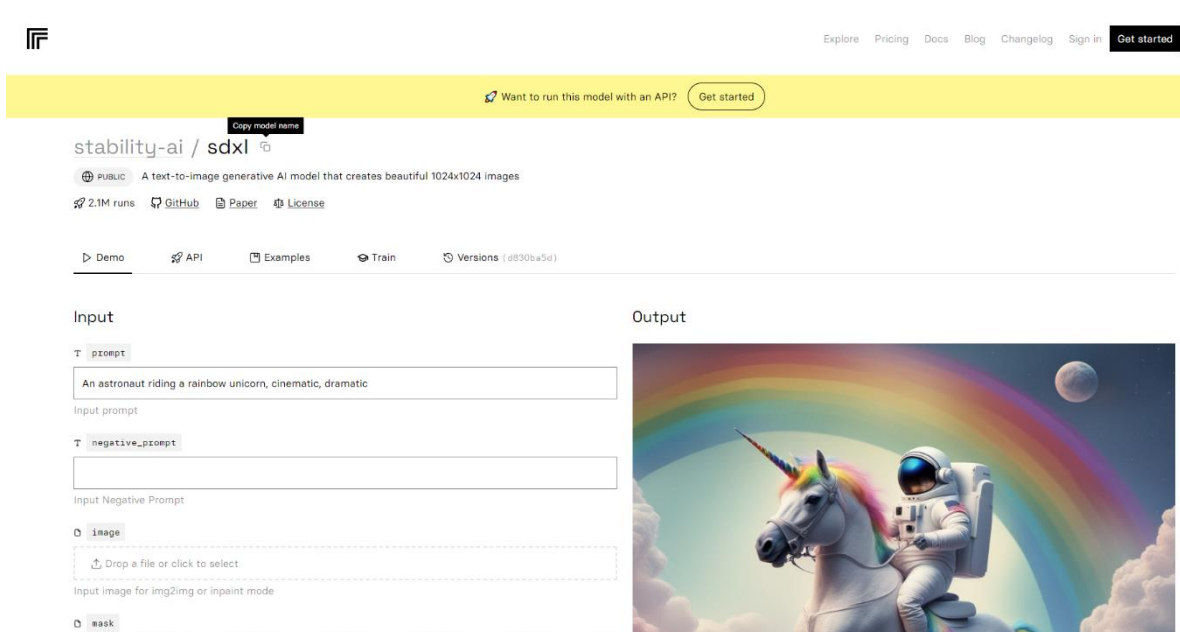 Explore Pricing Docs Blog Changelog Sign in Get started
🚀 Want to run this model with an API? Get started
Copy model name
stability-ai / sdxl
PUBLIC A text-to-image generative AI model that creates beautiful 1024x1024 images
2.1M runs GitHub Paper License
Demo API Examples Train Versions (d830ba5d)
Input
Output
T prompt
An astronaut riding a rainbow unicorn, cinematic, dramatic
Input prompt
T negative_prompt
Input Negative Prompt
image
Drop a file or click to select
Input image for img2img or inpaint mode
mask